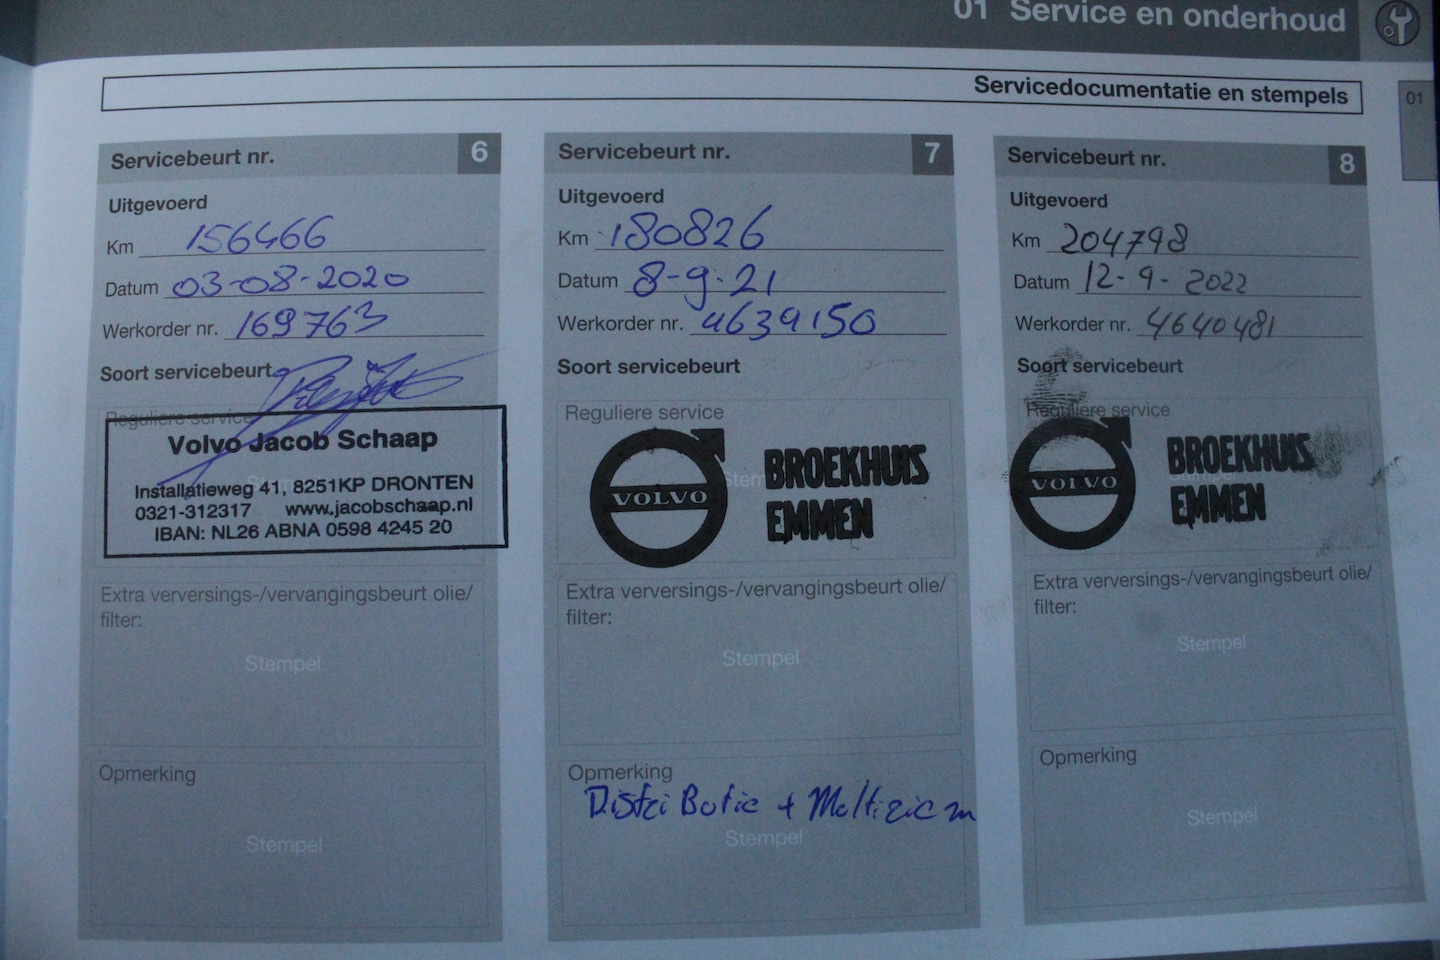 01 Service en onderhoud
Servicedocumentatie en stempels
01
Servicebeurt nr. 6
Uitgevoerd
Km 156466
Datum 03-08-2020
Werkorder nr. 169763
Soort servicebeurt
Reguliere service
Volvo Jacob Schaap
Installatieweg 41, 8251KP DRONTEN
0321-312317 www.jacobschaap.nl
IBAN: NL26 ABNA 0598 4245 20
Extra verversings-/vervangingsbeurt olie/
filter:
Stempel
Opmerking
Stempel
Servicebeurt nr. 7
Uitgevoerd
Km 180826
Datum 8-9-21
Werkorder nr. 4639150
Soort servicebeurt
Reguliere service
Stem
VOLVO
BROEKHUIS
EMMEN
Extra verversings-/vervangingsbeurt olie/
filter:
Stempel
Opmerking
DistriButie + Multiriem
Stempel
Servicebeurt nr. 8
Uitgevoerd
Km 204798
Datum 12-9-2022
Werkorder nr. 4640481
Soort servicebeurt
Reguliere service
VOLVO
BROEKHUIS
EMMEN
Extra verversings-/vervangingsbeurt olie/
filter:
Stempel
Opmerking
Stempel